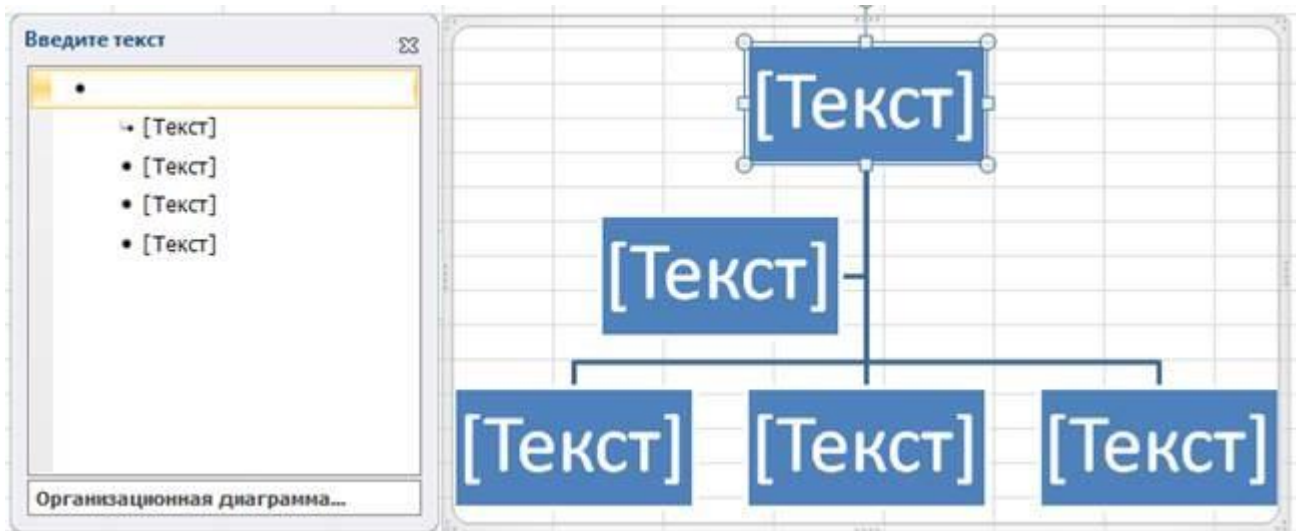 Введите текст
[Текст]
[Текст]
[Текст]
[Текст]
Организационная диаграмма...
[Текст]
[Текст]
[Текст] [Текст] [Текст]